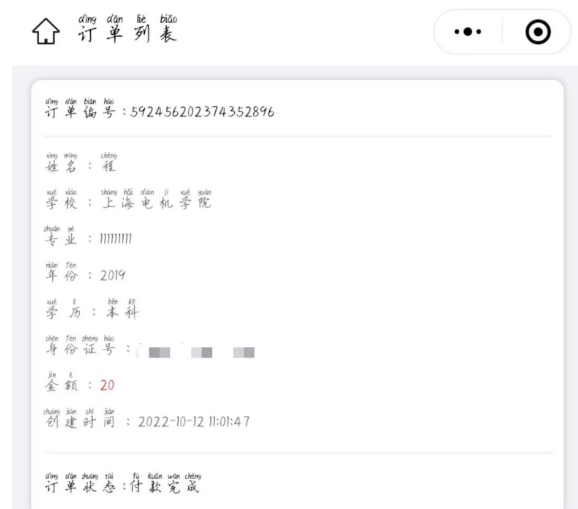 订单列表
订单编号:592456202374352896
姓名：程
学校：上海电机学院
专业：111111111
年份：2019
学历：本科
身份证号：
金额：20
创建时间：2022-10-12 11:01:47
订单状态:付款完成